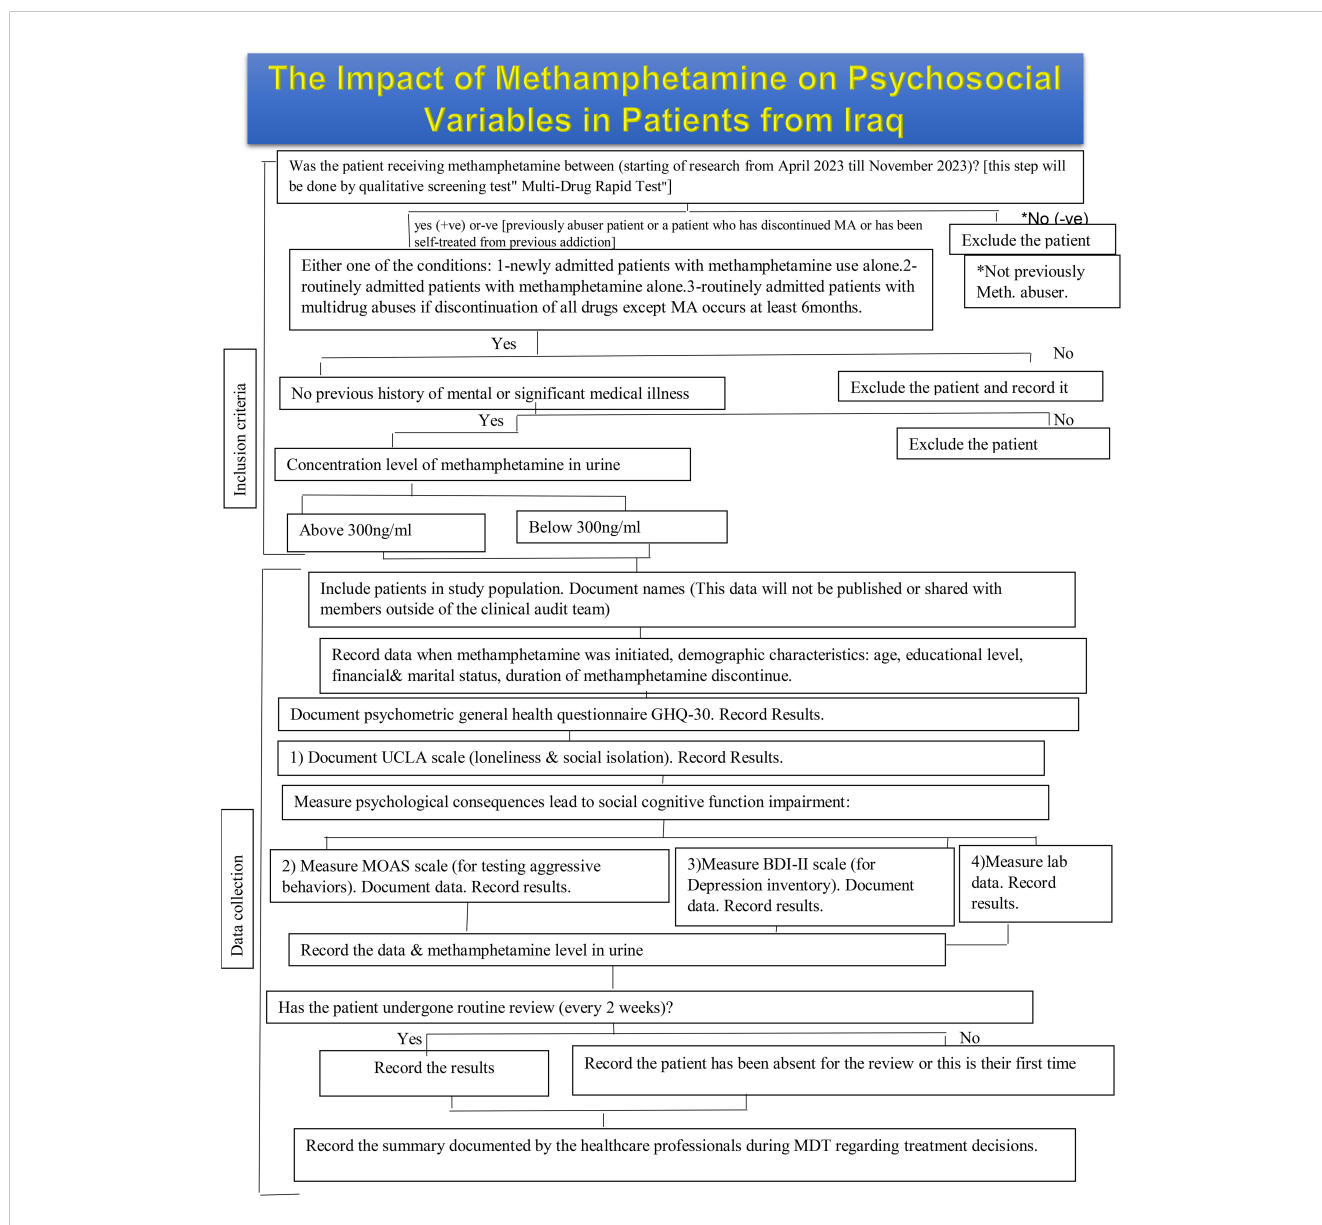 The Impact of Methamphetamine on Psychosocial
Variables in Patients from Iraq
Was the patient receiving methamphetamine between (starting of research from April 2023 till November 2023)? [this step will
be done by qualitative screening test" Multi-Drug Rapid Test"]
yes (+ve) or-ve [previously abuser patient or a patient who has discontinued MA or has been
self-treated from previous addiction]
*No (-ve)
Exclude the patient
*Not previously
Meth. abuser.
Either one of the conditions: 1-newly admitted patients with methamphetamine use alone.2-
routinely admitted patients with methamphetamine alone.3-routinely admitted patients with
multidrug abuses if discontinuation of all drugs except MA occurs at least 6months.
Yes
No
No previous history of mental or significant medical illness
Exclude the patient and record it
Yes
No
Exclude the patient
Concentration level of methamphetamine in urine
Above 300ng/ml
Below 300ng/ml
Inclusion criteria
Include patients in study population. Document names (This data will not be published or shared with
members outside of the clinical audit team)
Record data when methamphetamine was initiated, demographic characteristics: age, educational level,
financial& marital status, duration of methamphetamine discontinue.
Document psychometric general health questionnaire GHQ-30. Record Results.
1) Document UCLA scale (loneliness & social isolation). Record Results.
Measure psychological consequences lead to social cognitive function impairment:
2) Measure MOAS scale (for testing aggressive
behaviors). Document data. Record results.
3)Measure BDI-II scale (for
Depression inventory). Document
data. Record results.
4)Measure lab
data. Record
results.
Record the data & methamphetamine level in urine
Data collection
Has the patient undergone routine review (every 2 weeks)?
Yes
No
Record the results
Record the patient has been absent for the review or this is their first time
Record the summary documented by the healthcare professionals during MDT regarding treatment decisions.